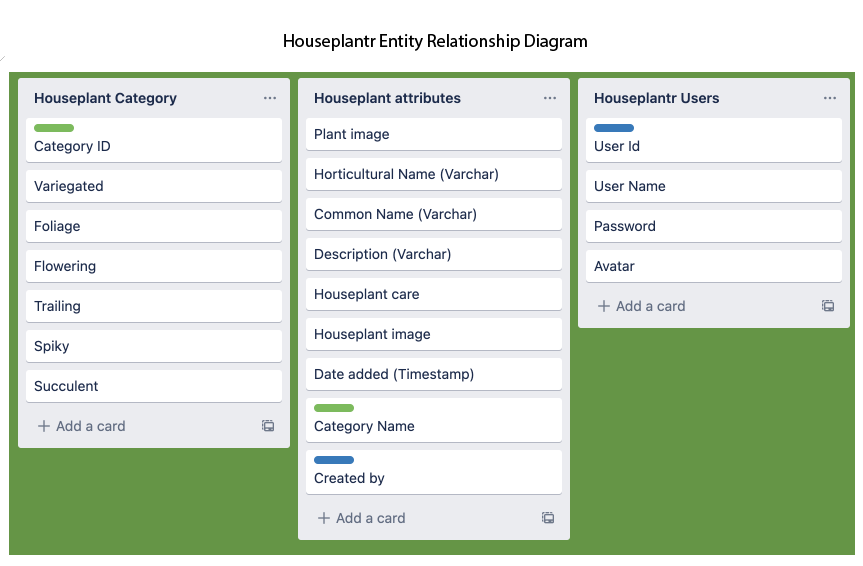 Houseplantr Entity Relationship Diagram
Houseplant Category
Category ID
Variegated
Foliage
Flowering
Trailing
Spiky
Succulent
Add a card
Houseplant attributes
Plant image
Horticultural Name (Varchar)
Common Name (Varchar)
Description (Varchar)
Houseplant care
Houseplant image
Date added (Timestamp)
Category Name
Created by
Add a card
Houseplantr Users
User Id
User Name
Password
Avatar
Add a card